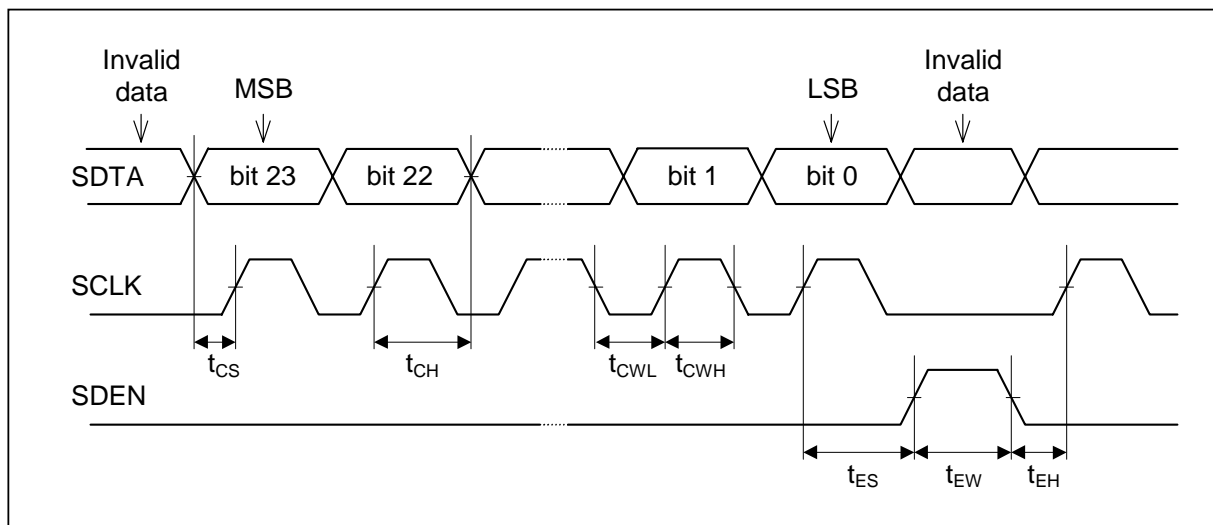 Invalid
data
MSB
LSB
Invalid
data
SDTA
bit 23
bit 22
bit 1
bit 0
SCLK
tCS
tCH
tCWL
tCWH
SDEN
tES
tEW
tEH